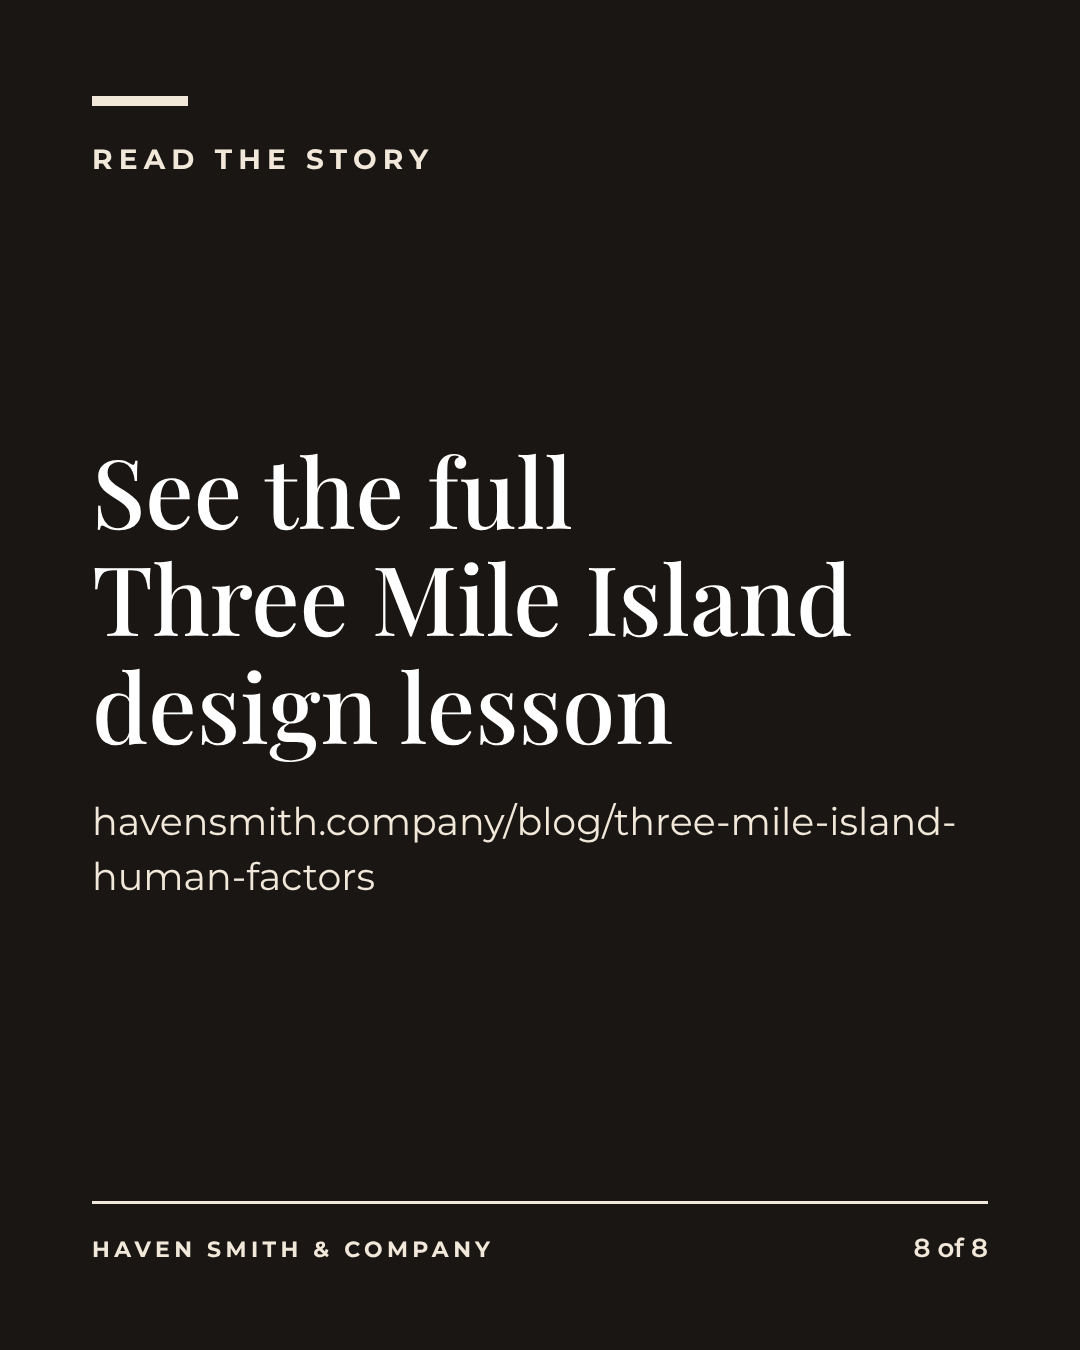 READ THE STORY
See the full
Three Mile Island
design lesson
havensmith.company/blog/three-mile-island-
human-factors
HAVEN SMITH & COMPANY
8 of 8